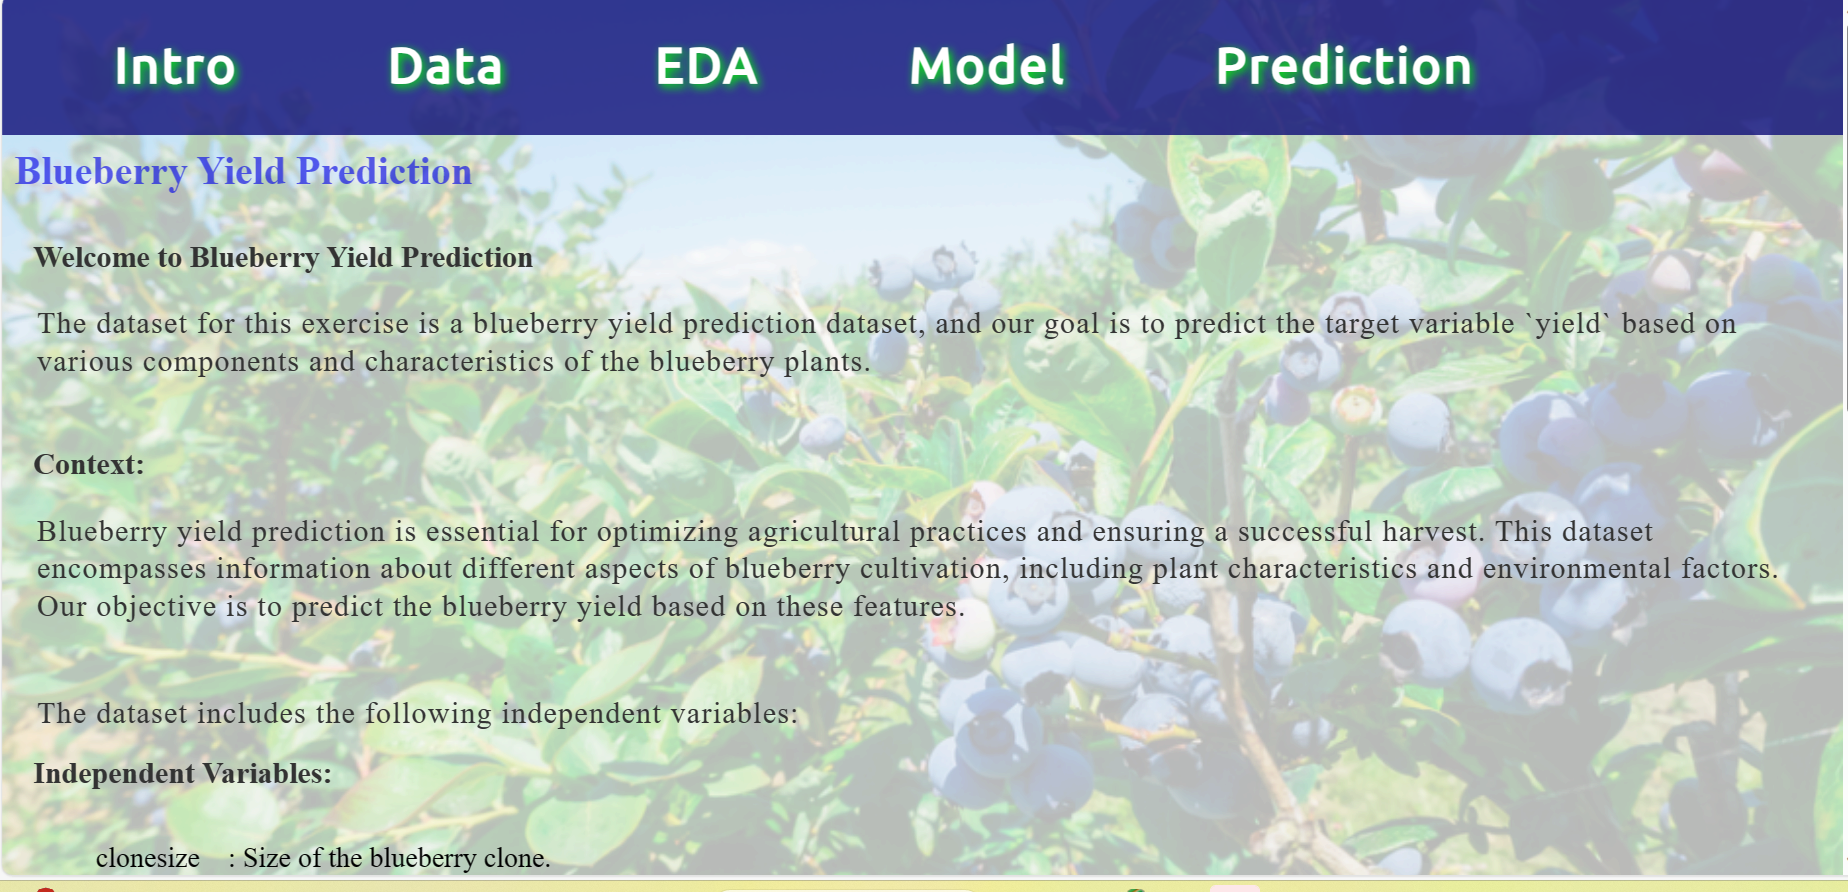 Intro Data EDA Model Prediction
Blueberry Yield Prediction
Welcome to Blueberry Yield Prediction
The dataset for this exercise is a blueberry yield prediction dataset, and our goal is to predict the target variable `yield` based on
various components and characteristics of the blueberry plants.
Context:
Blueberry yield prediction is essential for optimizing agricultural practices and ensuring a successful harvest. This dataset
encompasses information about different aspects of blueberry cultivation, including plant characteristics and environmental factors.
Our objective is to predict the blueberry yield based on these features.
The dataset includes the following independent variables:
Independent Variables:
clonesize : Size of the blueberry clone.